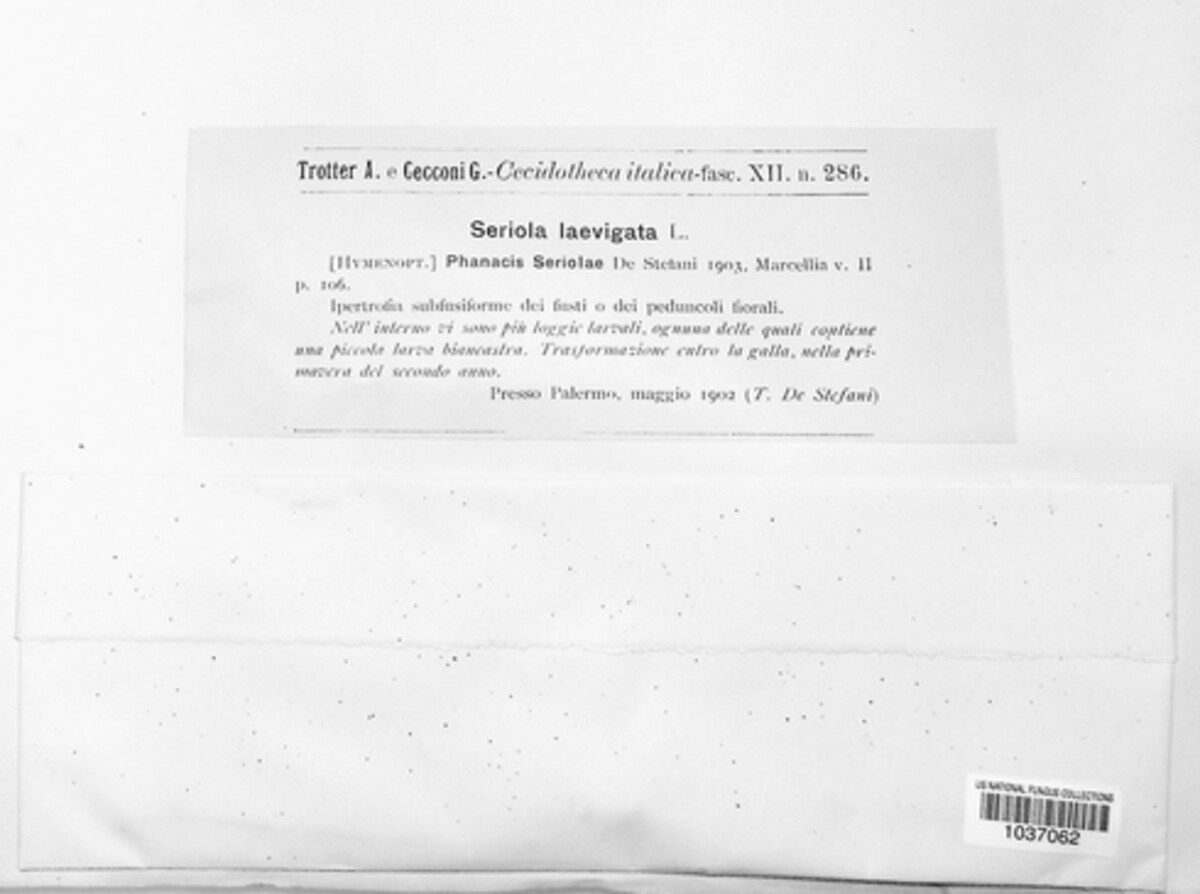 Trotter A. e Cecconi G.-Cecidotheca italica-fasc. XII. n. 286.
Seriola laevigata L.
[HYMENOPT.] Phanacis Seriolae De Stefani 1903, Marcellia v. II
p. 106.
Ipertrofia subfusiforme dei fusti o dei peduncoli fiorali.
Nell' interno vi sono più loggie larvali, ognuna delle quali contiene
una piccola larva biancastra. Trasformazione entro la galla, nella pri-
mavera del secondo anno.
Presso Palermo, maggio 1902 (T. De Stefani)
US NATIONAL FUNGUS COLLECTIONS
1037062